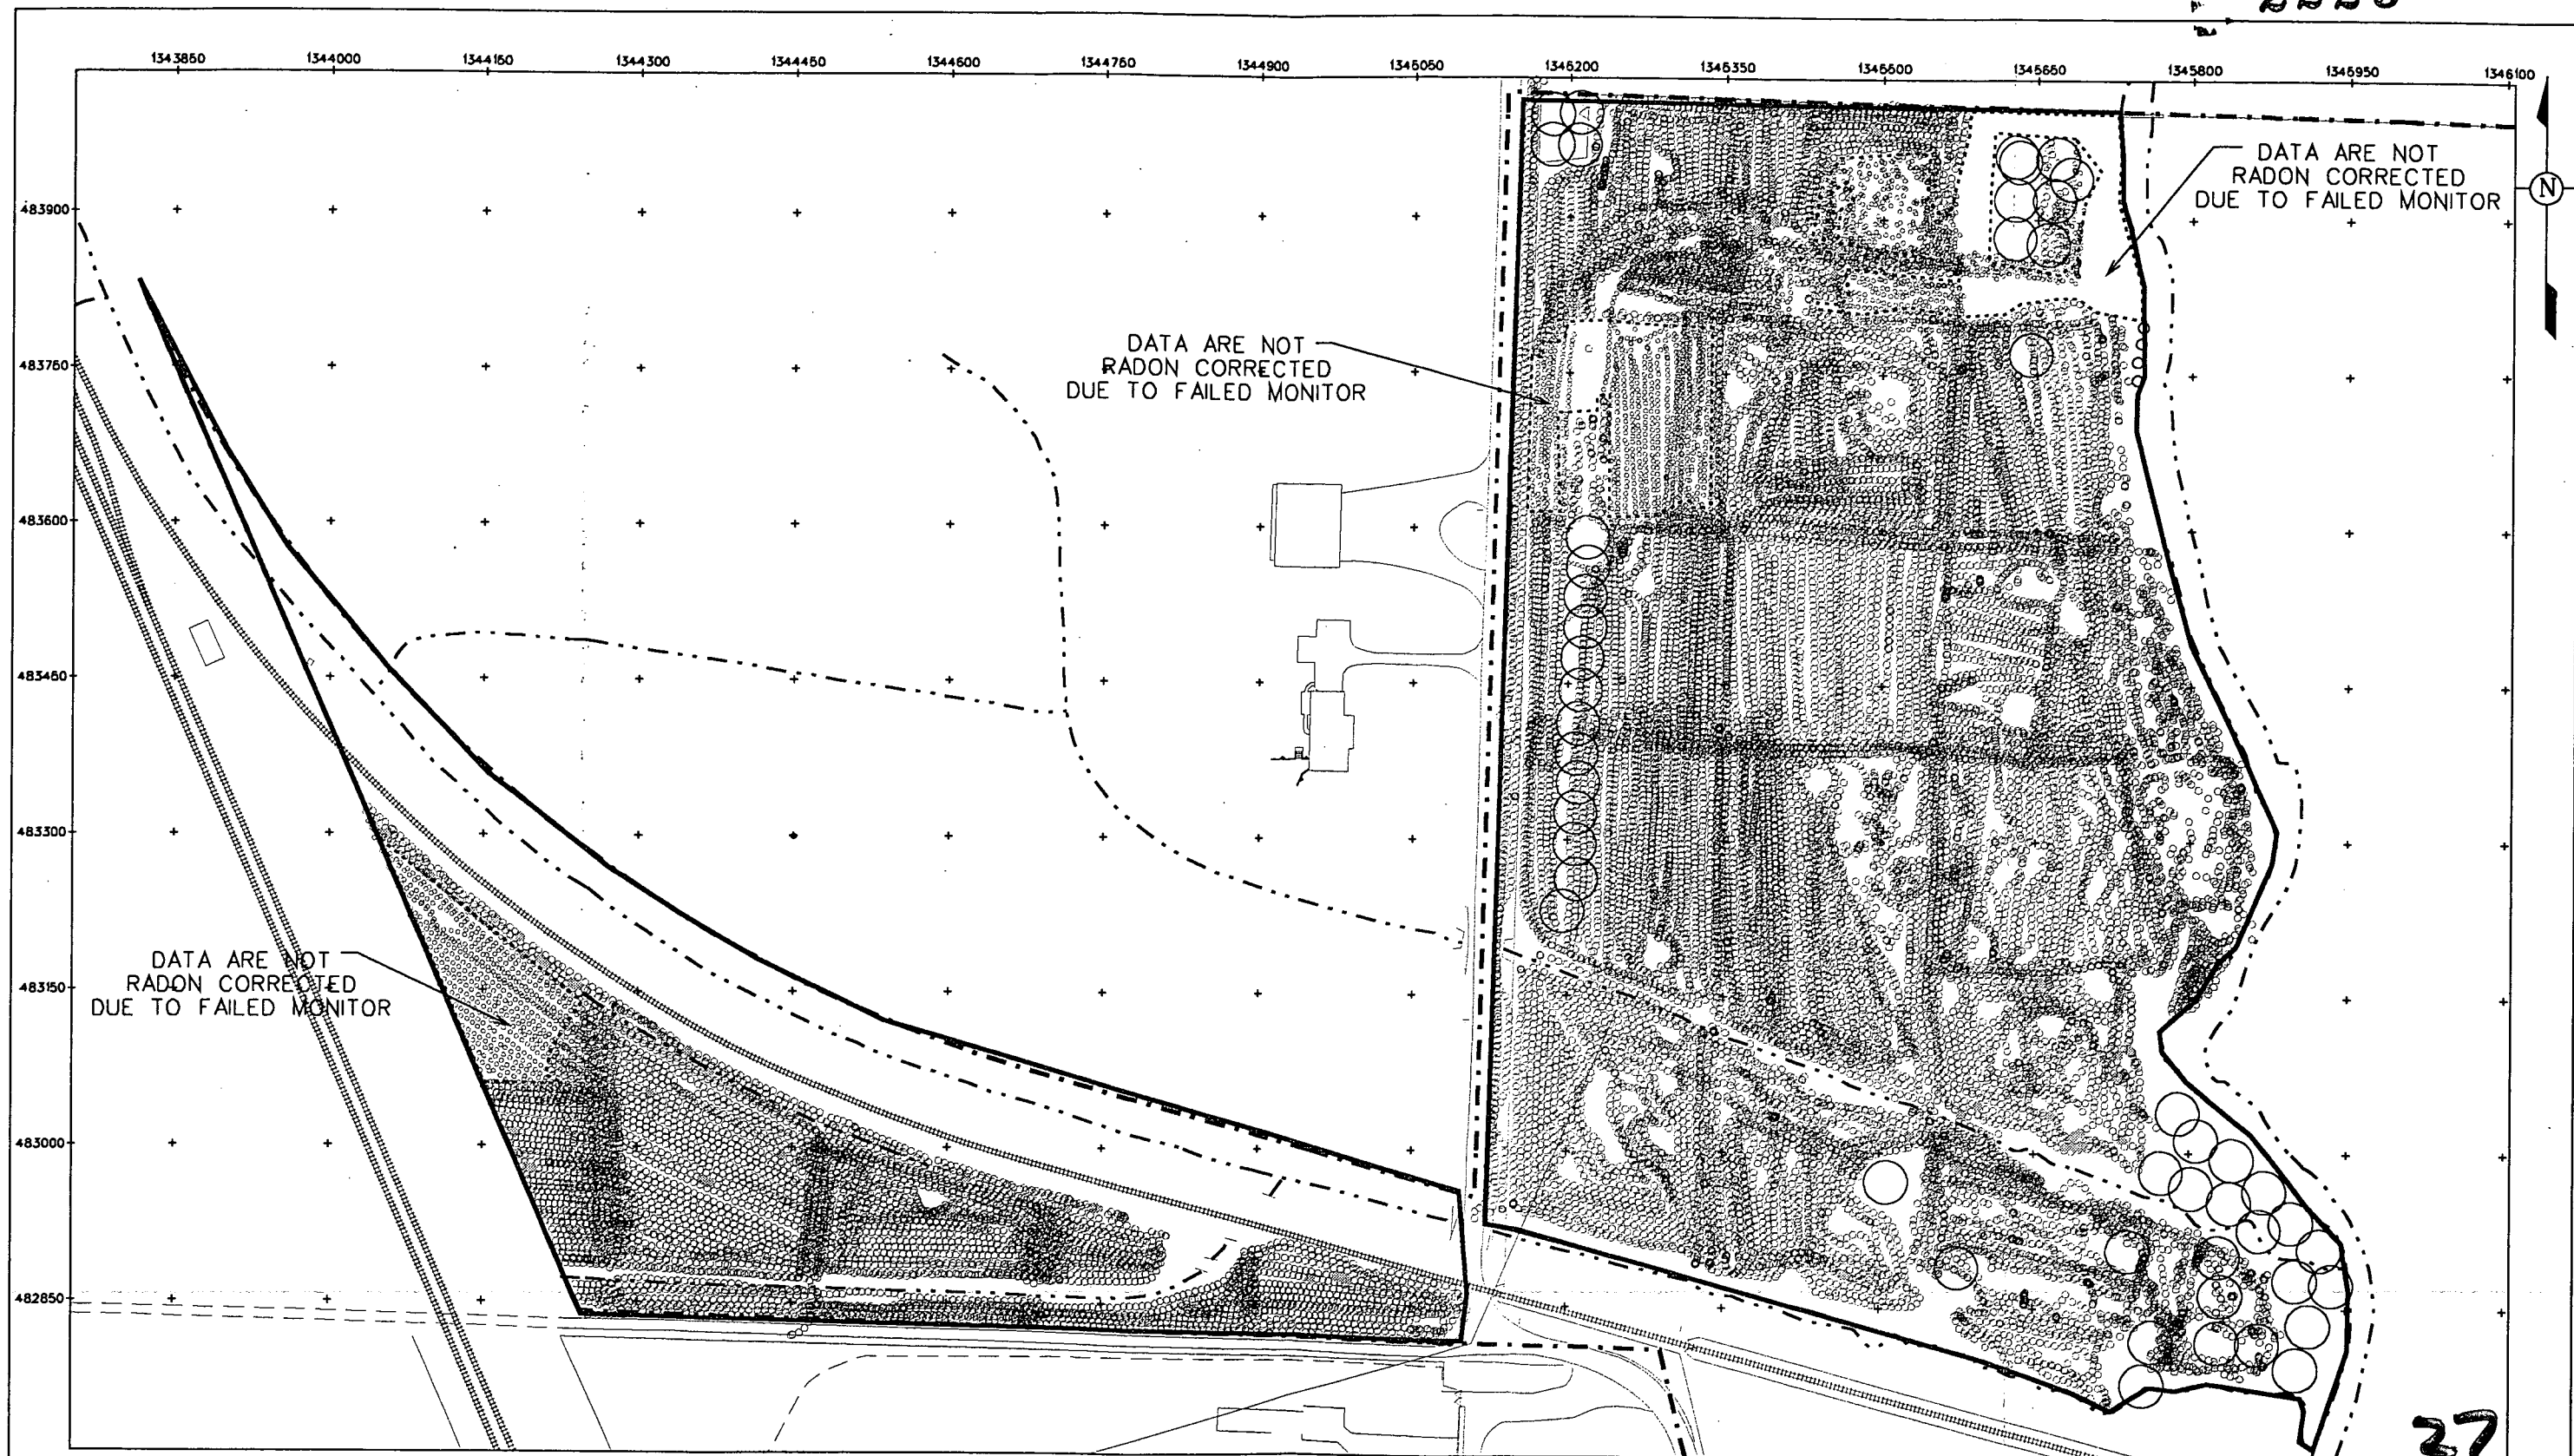 1343850 1344000 1344150 1344300 1344450 1344600 1344750 1344900 1345050 1345200 1345350 1345500 1345650 1345800 1345950 1346100
DATA ARE NOT
RADON CORRECTED
DUE TO FAILED MONITOR
N
483900
483750
483600
483450
483300
483150
483000
482850
DATA ARE NOT
RADON CORRECTED
DUE TO FAILED MONITOR
DATA ARE NOT
RADON CORRECTED
DUE TO FAILED MONITOR
27